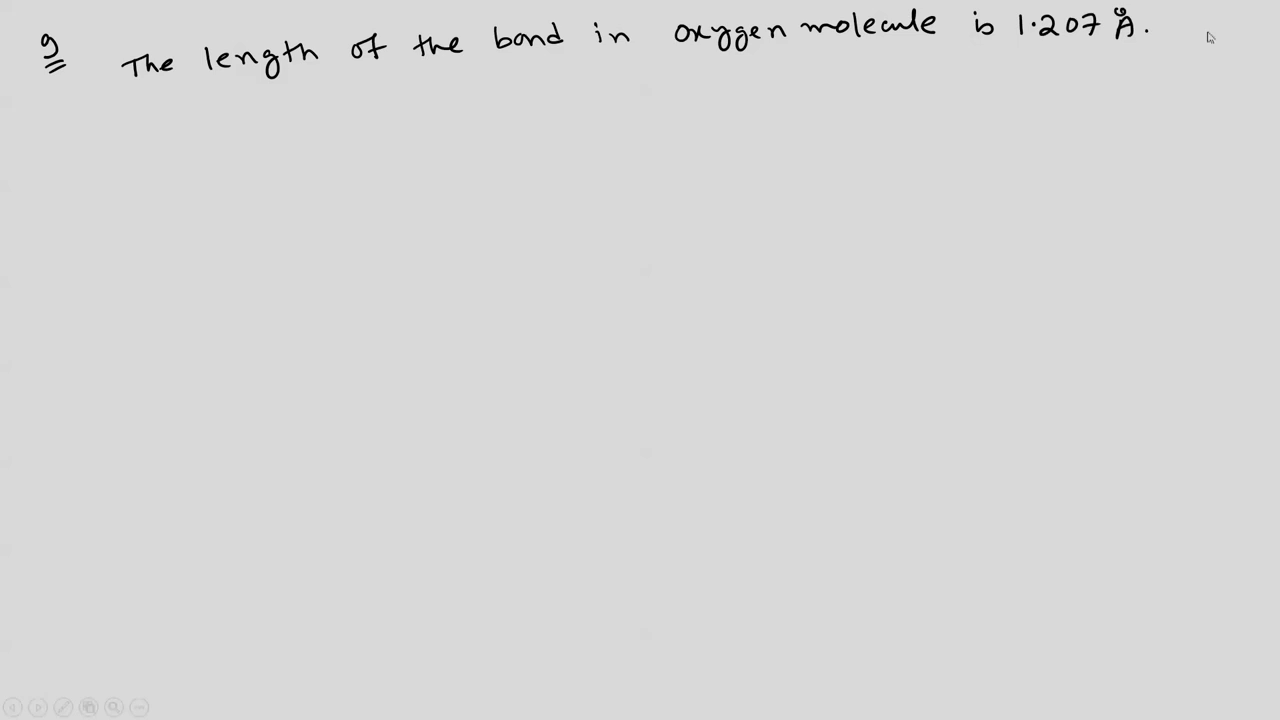 9 The length of the bond in oxygen molecule is 1.207 Å.